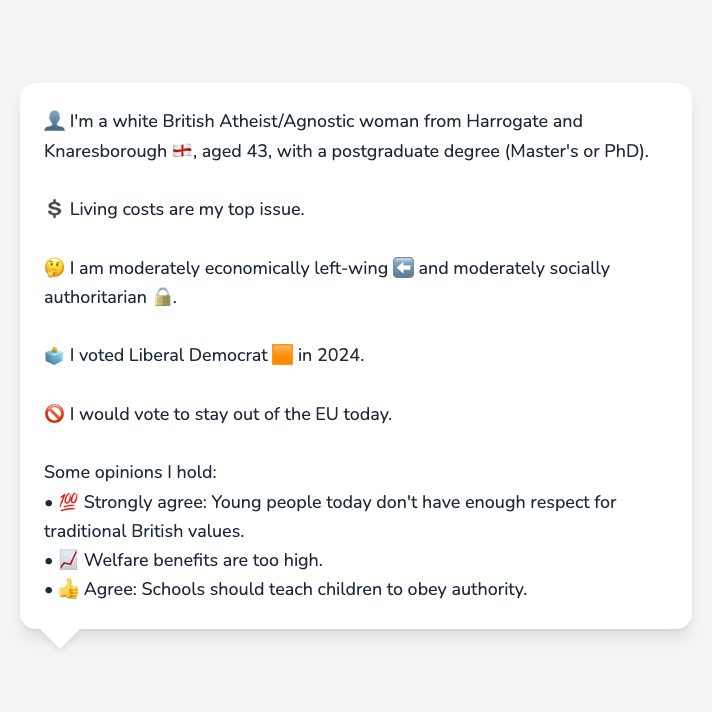 👤 I'm a white British Atheist/Agnostic woman from Harrogate and
Knaresborough 🏴󠁧󠁢󠁥󠁮󠁧󠁿, aged 43, with a postgraduate degree (Master's or PhD).
💲 Living costs are my top issue.
🤔 I am moderately economically left-wing ⬅️ and moderately socially
authoritarian 🔒.
🗳️ I voted Liberal Democrat 🟧 in 2024.
🚫 I would vote to stay out of the EU today.
Some opinions I hold:
• 💯 Strongly agree: Young people today don't have enough respect for
traditional British values.
• 📈 Welfare benefits are too high.
• 👍 Agree: Schools should teach children to obey authority.